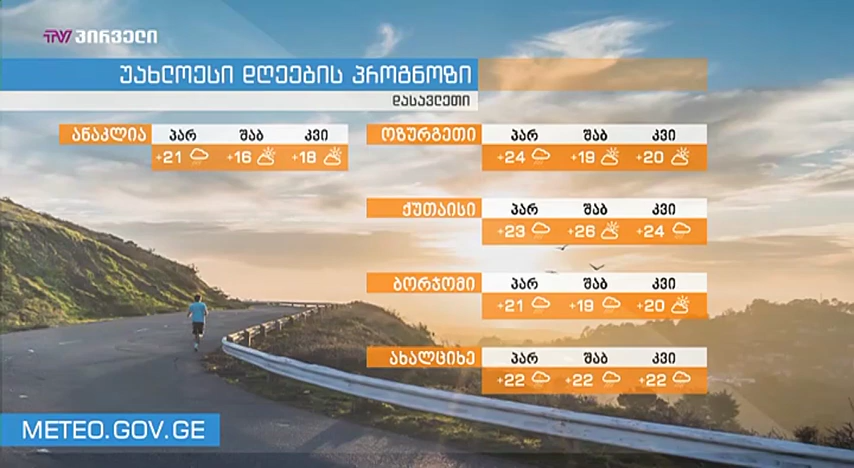 TV პირველი
უახლოესი დღეების პროგნოზი
დასავლეთი
ანაკლია პარ შაბ კვი
+21 +16 +18
ოზურგეთი პარ შაბ კვი
+24 +19 +20
ქუთაისი პარ შაბ კვი
+23 +26 +24
ბორჯომი პარ შაბ კვი
+21 +19 +20
ახალციხე პარ შაბ კვი
+22 +22 +22
METEO.GOV.GE